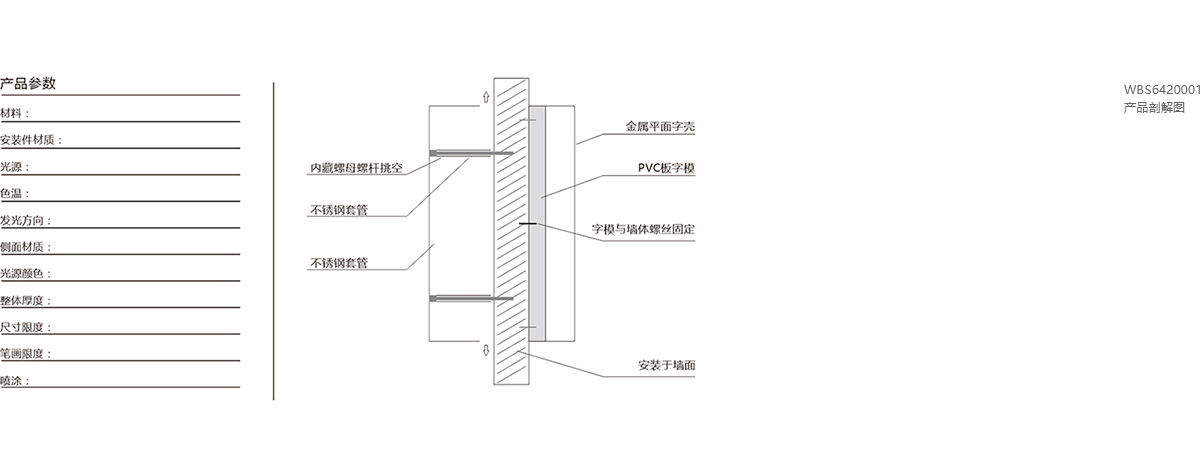 产品参数
材料：
安装件材质：
光源：
色温：
发光方向：
侧面材质：
光源颜色：
整体厚度：
尺寸限度：
笔画限度：
喷涂：
内藏螺母螺杆挑空
不锈钢套管
不锈钢套管
金属平面字壳
PVC板字模
字模与墙体螺丝固定
安装于墙面
WBS6420001
产品剖解图